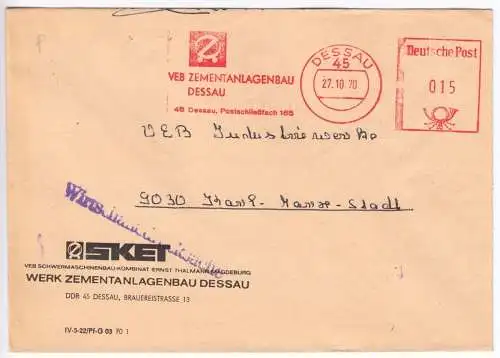 DESSAU
45
27.10.70
Deutsche Post
015
VEB ZEMENTANLAGENBAU
DESSAU
45 Dessau, Postschließfach 165
VEB Industriewerke
9030 Karl-Marx-Stadt
SKET
VEB SCHWERMASCHINENBAU-KOMBINAT ERNST THÄLMANN MAGDEBURG
WERK ZEMENTANLAGENBAU DESSAU
DDR 45 DESSAU, BRAUEREISTRASSE 13
IV-5-22/Pf-G 03 70 1